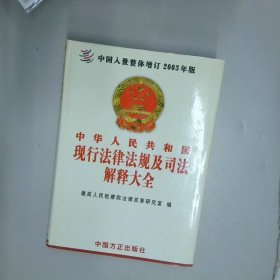 中国入世整体增订2003年版
中华人民共和国
现行法律法规及司法
解释大全
最高人民检察院法律政策研究室 编
中国方正出版社